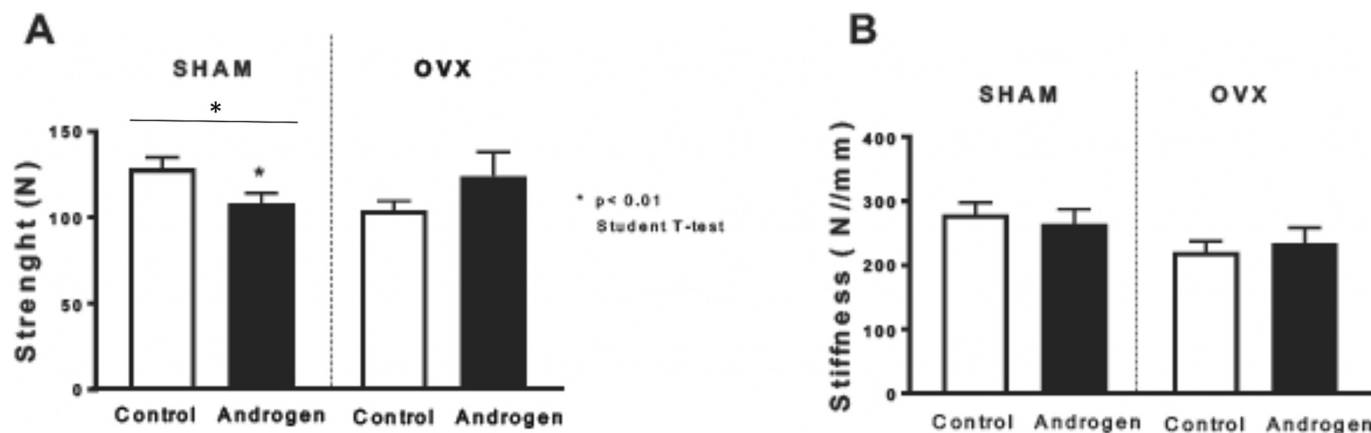 A
SHAM OVX
*
Strenght (N)
150
100
50
0
*
Control Androgen Control Androgen
* p< 0.01
Student T-test
B
SHAM OVX
Stiffness ( N//m m )
400
300
200
100
0
Control Androgen Control Androgen